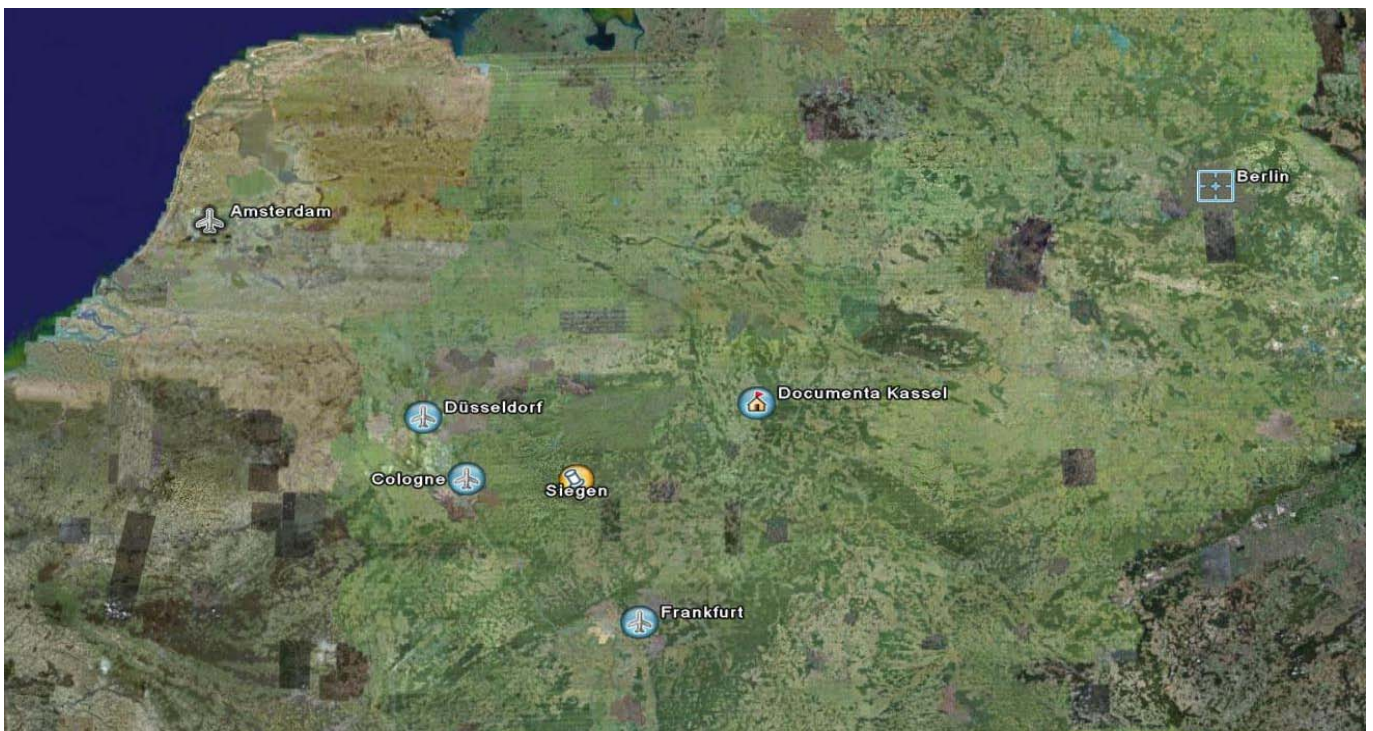 Berlin
Amsterdam
Documenta Kassel
Düsseldorf
Cologne
Siegen
Frankfurt